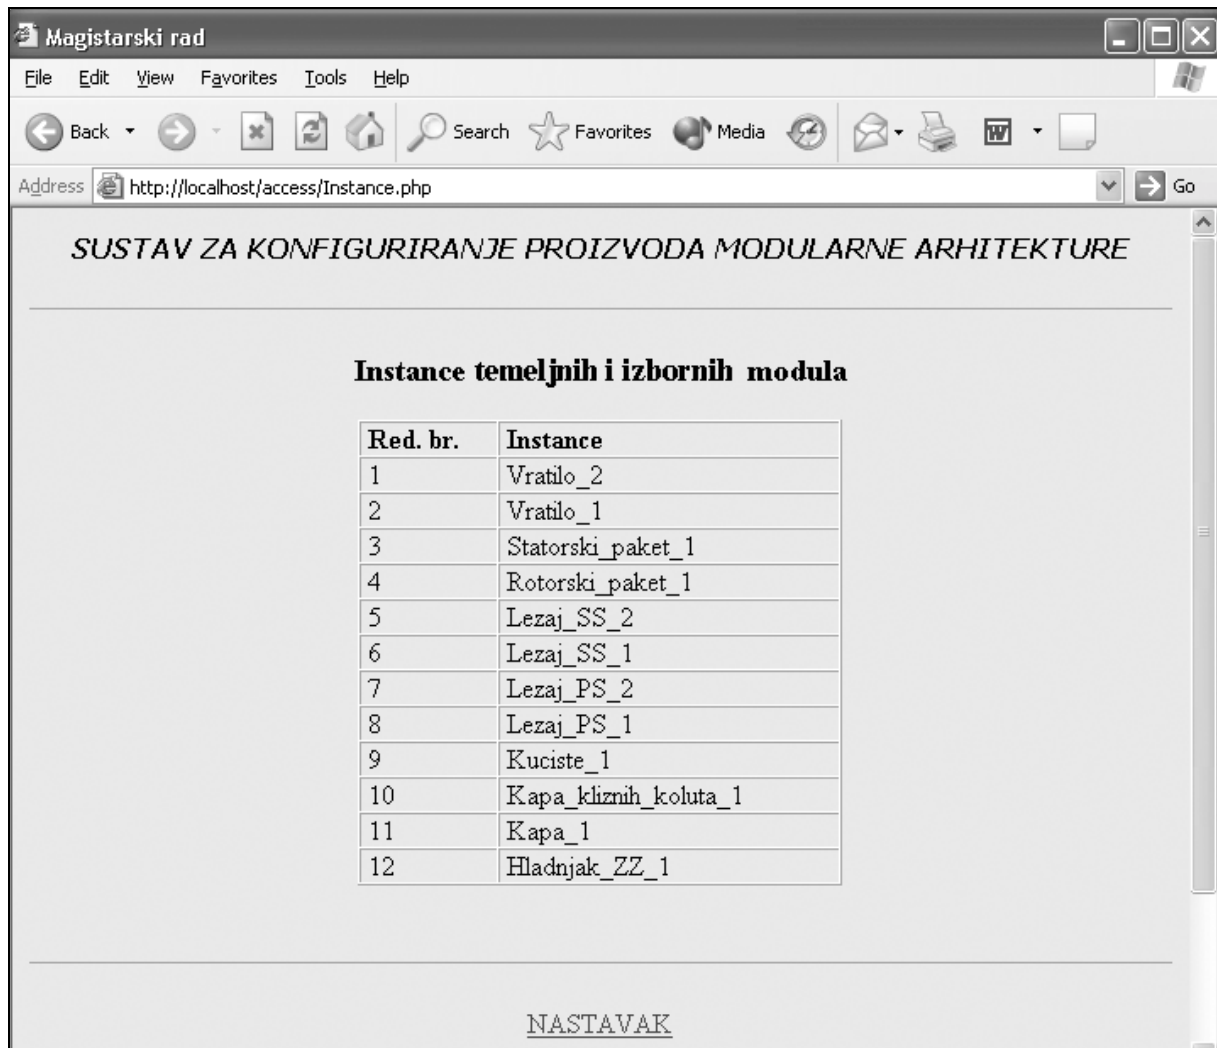 Magistarski rad
File Edit View Favorites Tools Help
Back Search Favorites Media
Address http://localhost/access/Instance.php Go
SUSTAV ZA KONFIGURIRANJE PROIZVODA MODULARNE ARHITEKTURE
Instance temeljnih i izbornih modula
Red. br. Instance
1 Vratilo_2
2 Vratilo_1
3 Statorski_paket_1
4 Rotorski_paket_1
5 Lezaj_SS_2
6 Lezaj_SS_1
7 Lezaj_PS_2
8 Lezaj_PS_1
9 Kuciste_1
10 Kapa_kliznih_koluta_1
11 Kapa_1
12 Hladnjak_ZZ_1
NASTAVAK